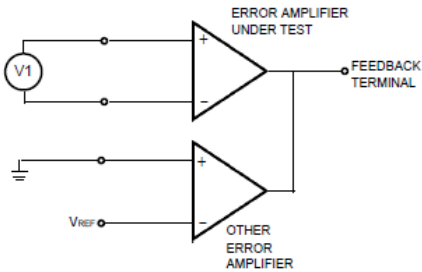 ERROR AMPLIFIER
UNDER TEST
+
V1
FEEDBACK
TERMINAL
−
+
VREF
−
OTHER
ERROR
AMPLIFIER